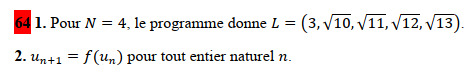 64 1. Pour N = 4, le programme donne L = (3, √10, √11, √12, √13).
2. uₙ₊₁ = f(uₙ) pour tout entier naturel n.